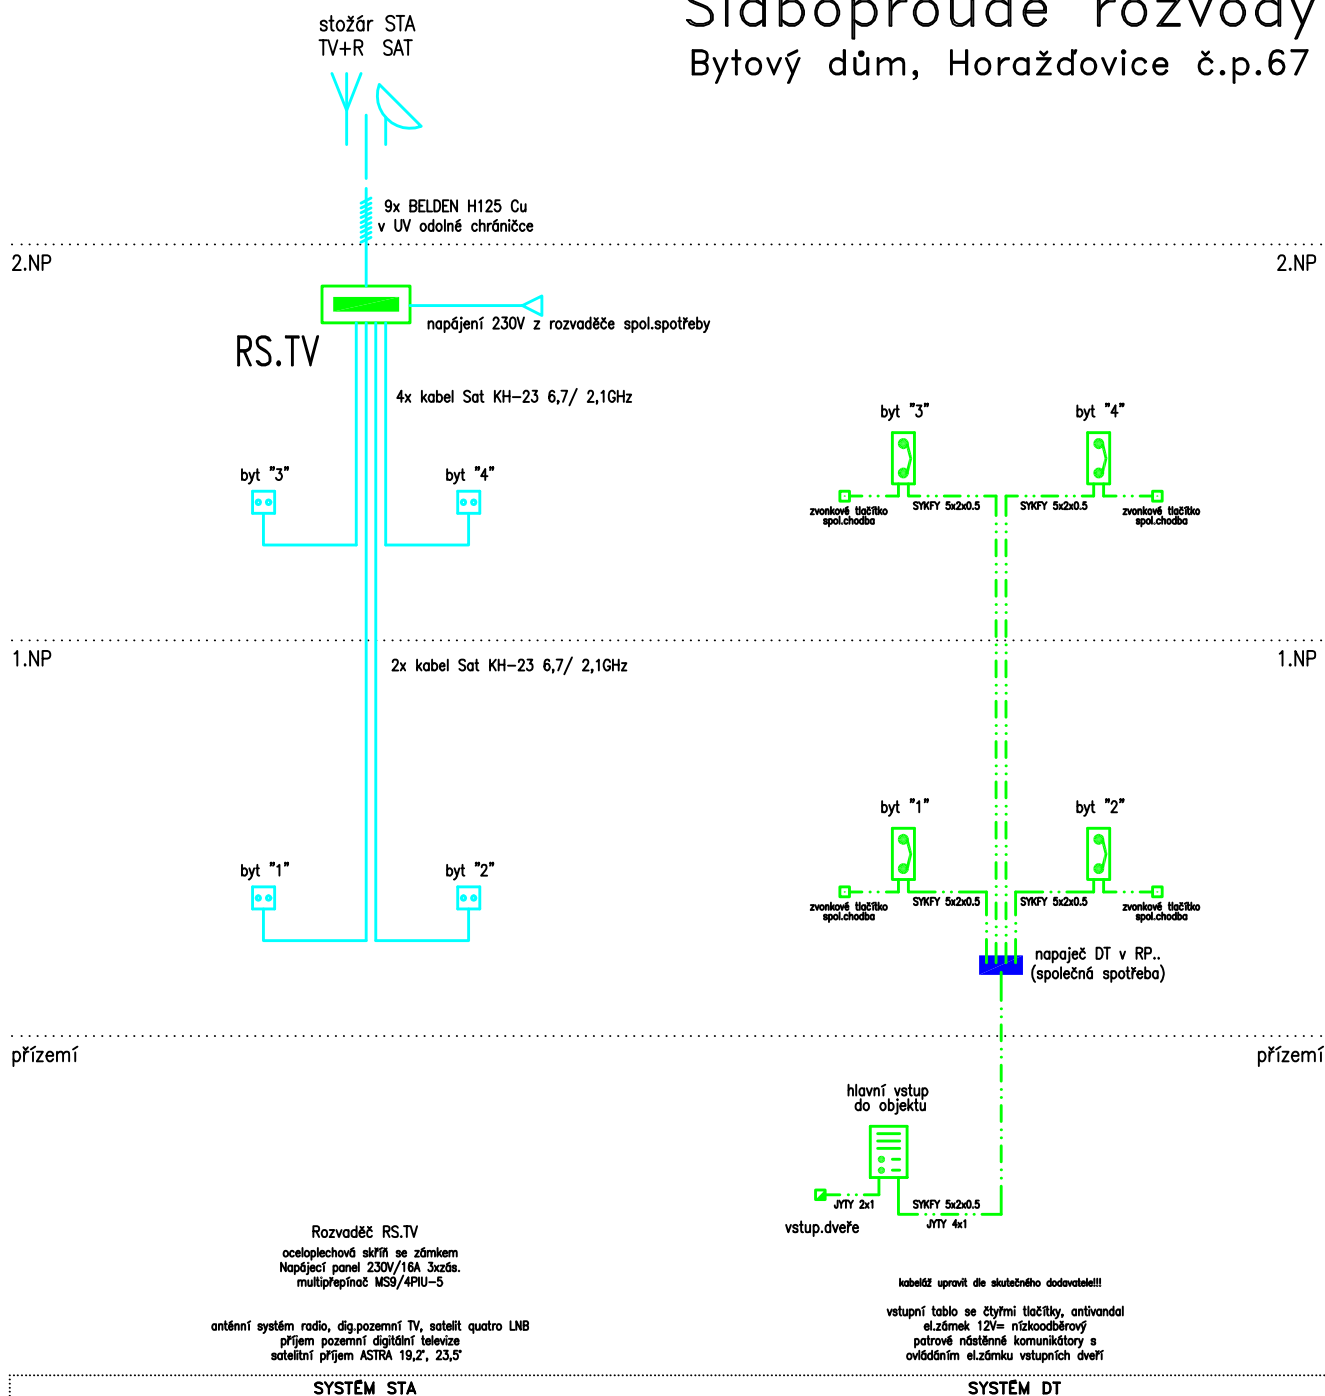 Slaboproudé rozvody
Bytový dům, Horažďovice č.p.67
stožár STA
TV+R SAT
9x BELDEN H125 Cu
v UV odolné chráničce
2.NP
2.NP
napájení 230V z rozvaděče spol.spotřeby
RS.TV
4x kabel Sat KH-23 6,7/ 2,1GHz
byt "3"
byt "4"
byt "3"
byt "4"
zvonkové tlačítko
spol.chodba
SYKFY 5x2x0.5
SYKFY 5x2x0.5
zvonkové tlačítko
spol.chodba
1.NP
1.NP
2x kabel Sat KH-23 6,7/ 2,1GHz
byt "1"
byt "2"
byt "1"
byt "2"
zvonkové tlačítko
spol.chodba
SYKFY 5x2x0.5
SYKFY 5x2x0.5
zvonkové tlačítko
spol.chodba
napaječ DT v RP..
(společná spotřeba)
přízemí
přízemí
hlavní vstup
do objektu
JYTY 2x1
SYKFY 5x2x0.5
JYTY 4x1
vstup.dveře
Rozvaděč RS.TV
oceloplechová skříň se zámkem
Napájecí panel 230V/16A 3xzás.
multipřepínač MS9/4PIU-5
anténní systém radio, dig.pozemní TV, satelit quatro LNB
příjem pozemní digitální televize
satelitní příjem ASTRA 19,2°, 23,5°
kabeláž upravit dle skutečného dodavatele!!!
vstupní tablo se čtyřmi tlačítky, antivandal
el.zámek 12V= nízkoodběrový
patrové nástěnné komunikátory s
ovládáním el.zámku vstupních dveří
SYSTÉM STA
SYSTÉM DT